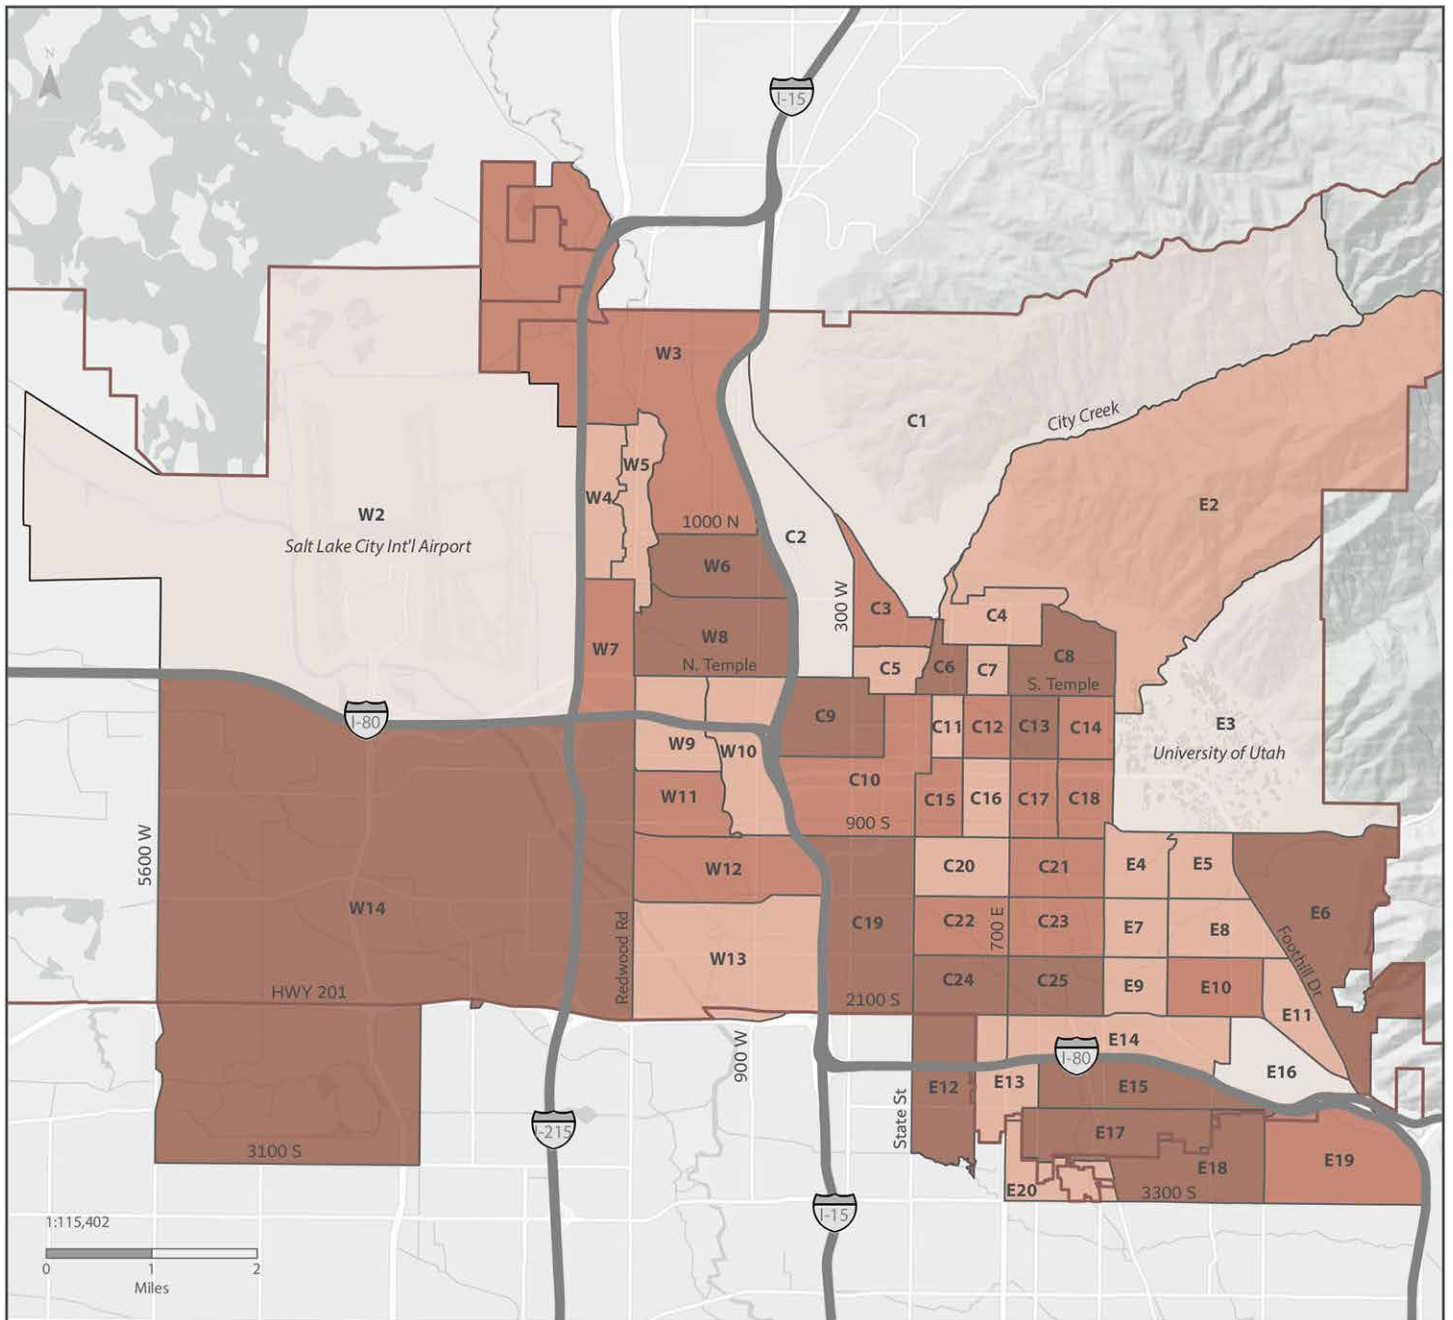 N
I-15
W3
C1
City Creek
W5
W4
E2
W2
Salt Lake City Int'l Airport
1000 N
C2
W6
300 W
C3
C4
W8
W7
N. Temple
C5
C6
C7
C8
S. Temple
I-80
C9
C11
C12
C13
C14
E3
University of Utah
W9
W10
C10
W11
C15
C16
C17
C18
900 S
5600 W
W12
C20
C21
E4
E5
W14
C19
C22
700 E
C23
E7
E8
E6
Redwood Rd
W13
Foothill Dr
C24
C25
E9
E10
HWY 201
2100 S
E11
900 W
E14
I-80
E16
State St
E12
E13
E15
I-215
E17
3100 S
E18
E19
E20
3300 S
I-15
1:115,402
0 1 2
Miles